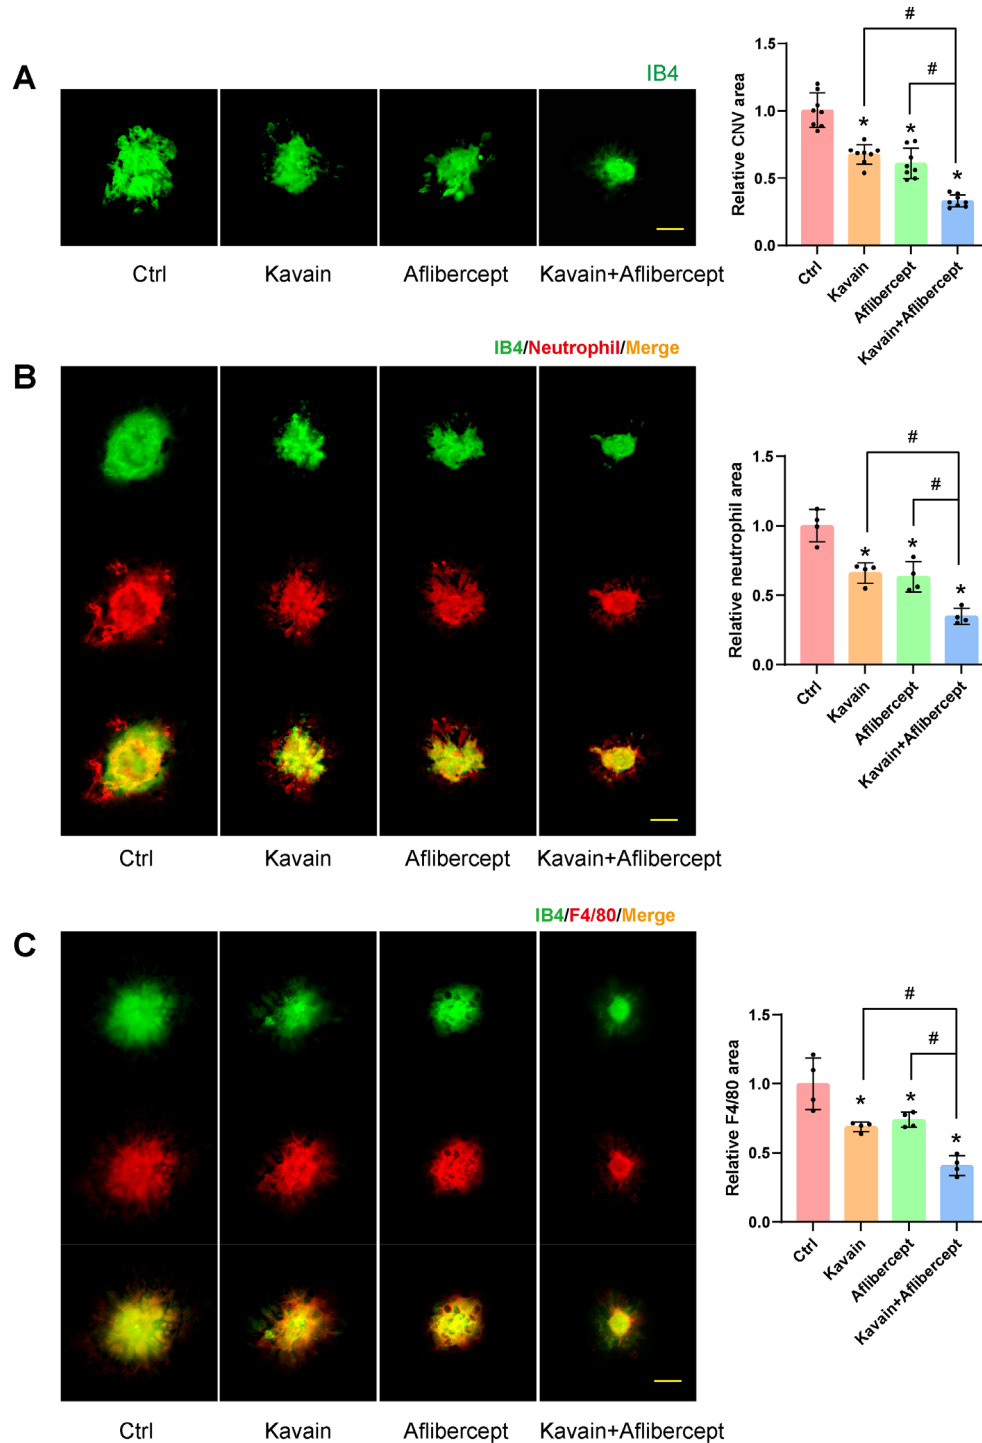 A
IB4
Ctrl
Kavain
Aflibercept
Kavain+Aflibercept
Relative CNV area
1.5
1.0
0.5
0.0
#
#
*
*
*
Ctrl
Kavain
Aflibercept
Kavain+Aflibercept
B
IB4/Neutrophil/Merge
Ctrl
Kavain
Aflibercept
Kavain+Aflibercept
Relative neutrophil area
1.5
1.0
0.5
0.0
#
#
*
*
*
Ctrl
Kavain
Aflibercept
Kavain+Aflibercept
C
IB4/F4/80/Merge
Ctrl
Kavain
Aflibercept
Kavain+Aflibercept
Relative F4/80 area
1.5
1.0
0.5
0.0
#
#
*
*
*
Ctrl
Kavain
Aflibercept
Kavain+Aflibercept